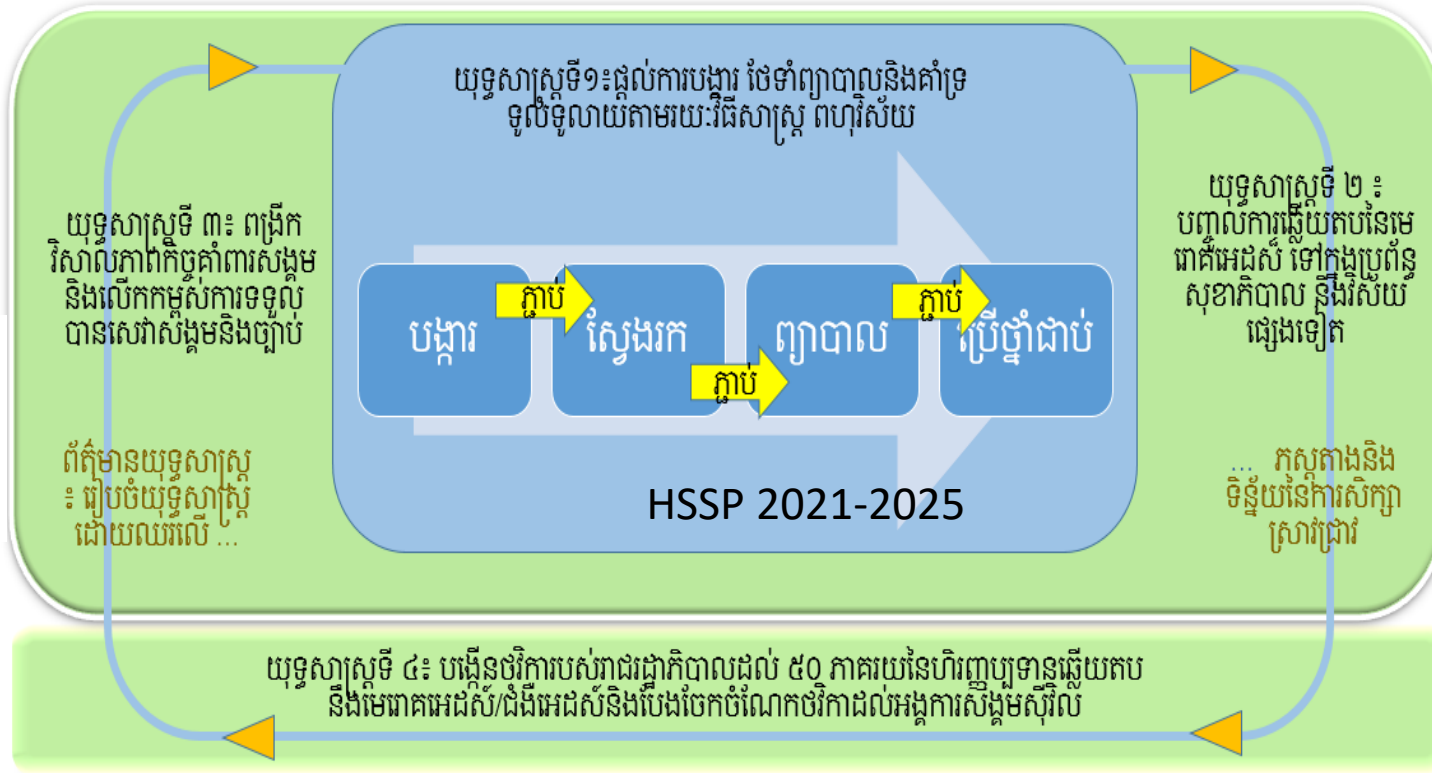 យុទ្ធសាស្ត្រទី១៖ផ្តល់ការបង្ការ ថែទាំព្យាបាលនិងគាំទ្រ
ទូលំទូលាយតាមរយៈវិធីសាស្ត្រ ពហុវិស័យ
យុទ្ធសាស្ត្រទី ៣៖ ពង្រីក
វិសាលភាពកិច្ចគាំពារសង្គម
និងលើកកម្ពស់ការទទួល
បានសេវាសង្គមនិងច្បាប់
យុទ្ធសាស្ត្រទី ២ ៖
បញ្ចូលការឆ្លើយតបនៃមេ
រោគអេដស៍ ទៅក្នុងប្រព័ន្ធ
សុខាភិបាល និងវិស័យ
ផ្សេងទៀត
បង្ការ
ភ្ជាប់
ស្វែងរក
ភ្ជាប់
ព្យាបាល
ភ្ជាប់
ប្រើថ្នាំជាប់
HSSP 2021-2025
ព័ត៌មានយុទ្ធសាស្ត្រ
៖ រៀបចំយុទ្ធសាស្ត្រ
ដោយឈរលើ ...
... ភស្តុតាងនិង
ទិន្ន័យនៃការសិក្សា
ស្រាវជ្រាវ
យុទ្ធសាស្ត្រទី ៤៖ បង្កើនថវិការបស់រាជរដ្ឋាភិបាលដល់ ៥០ ភាគរយនៃហិរញ្ញប្បទានឆ្លើយតប
នឹងមេរោគអេដស៍/ជំងឺអេដស៍និងបែងចែកចំណែកថវិកាដល់អង្គការសង្គមស៊ីវិល